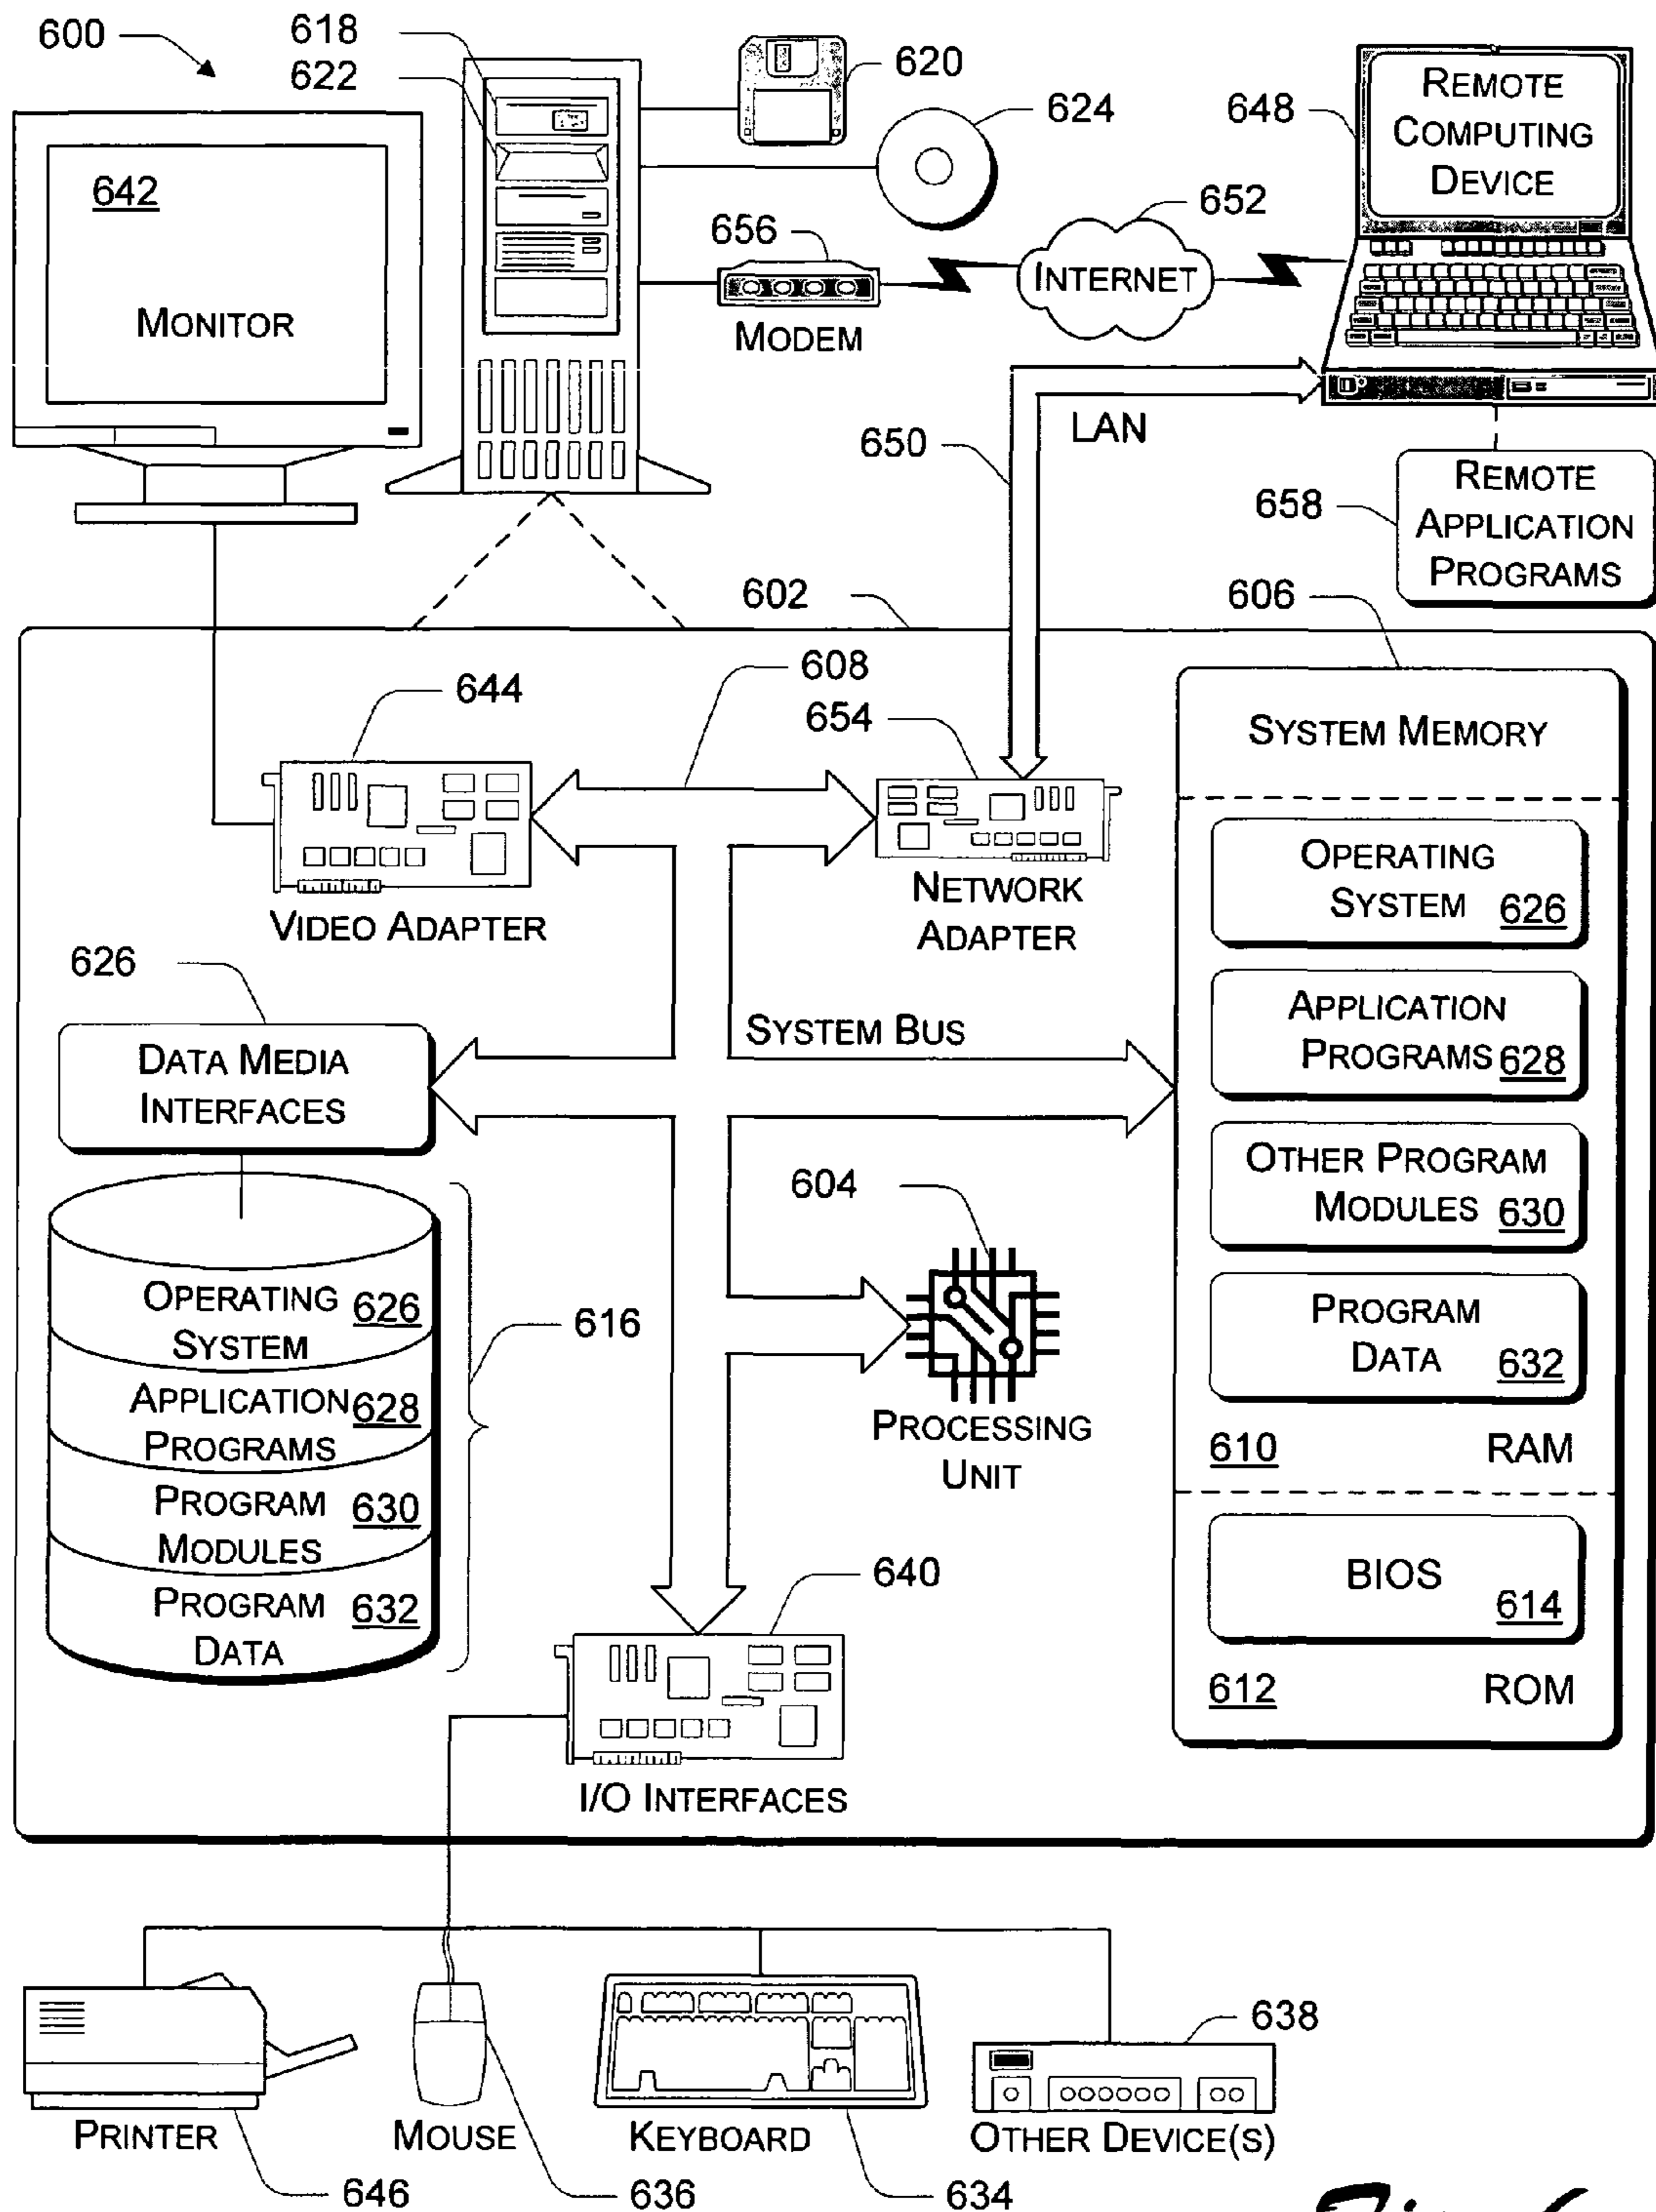 600
618
622
620
624
648
REMOTE
COMPUTING
DEVICE
642
MONITOR
656
MODEM
652
INTERNET
650
LAN
658
REMOTE
APPLICATION
PROGRAMS
602
606
608
644
654
VIDEO ADAPTER
NETWORK
ADAPTER
SYSTEM MEMORY
OPERATING
SYSTEM 626
APPLICATION
PROGRAMS 628
OTHER PROGRAM
MODULES 630
PROGRAM
DATA 632
610 RAM
BIOS
614
612 ROM
626
DATA MEDIA
INTERFACES
SYSTEM BUS
604
PROCESSING
UNIT
OPERATING 626
SYSTEM
APPLICATION 628
PROGRAMS
PROGRAM 630
MODULES
PROGRAM 632
DATA
616
640
I/O INTERFACES
PRINTER
646
MOUSE
636
KEYBOARD
634
638
OTHER DEVICE(S)